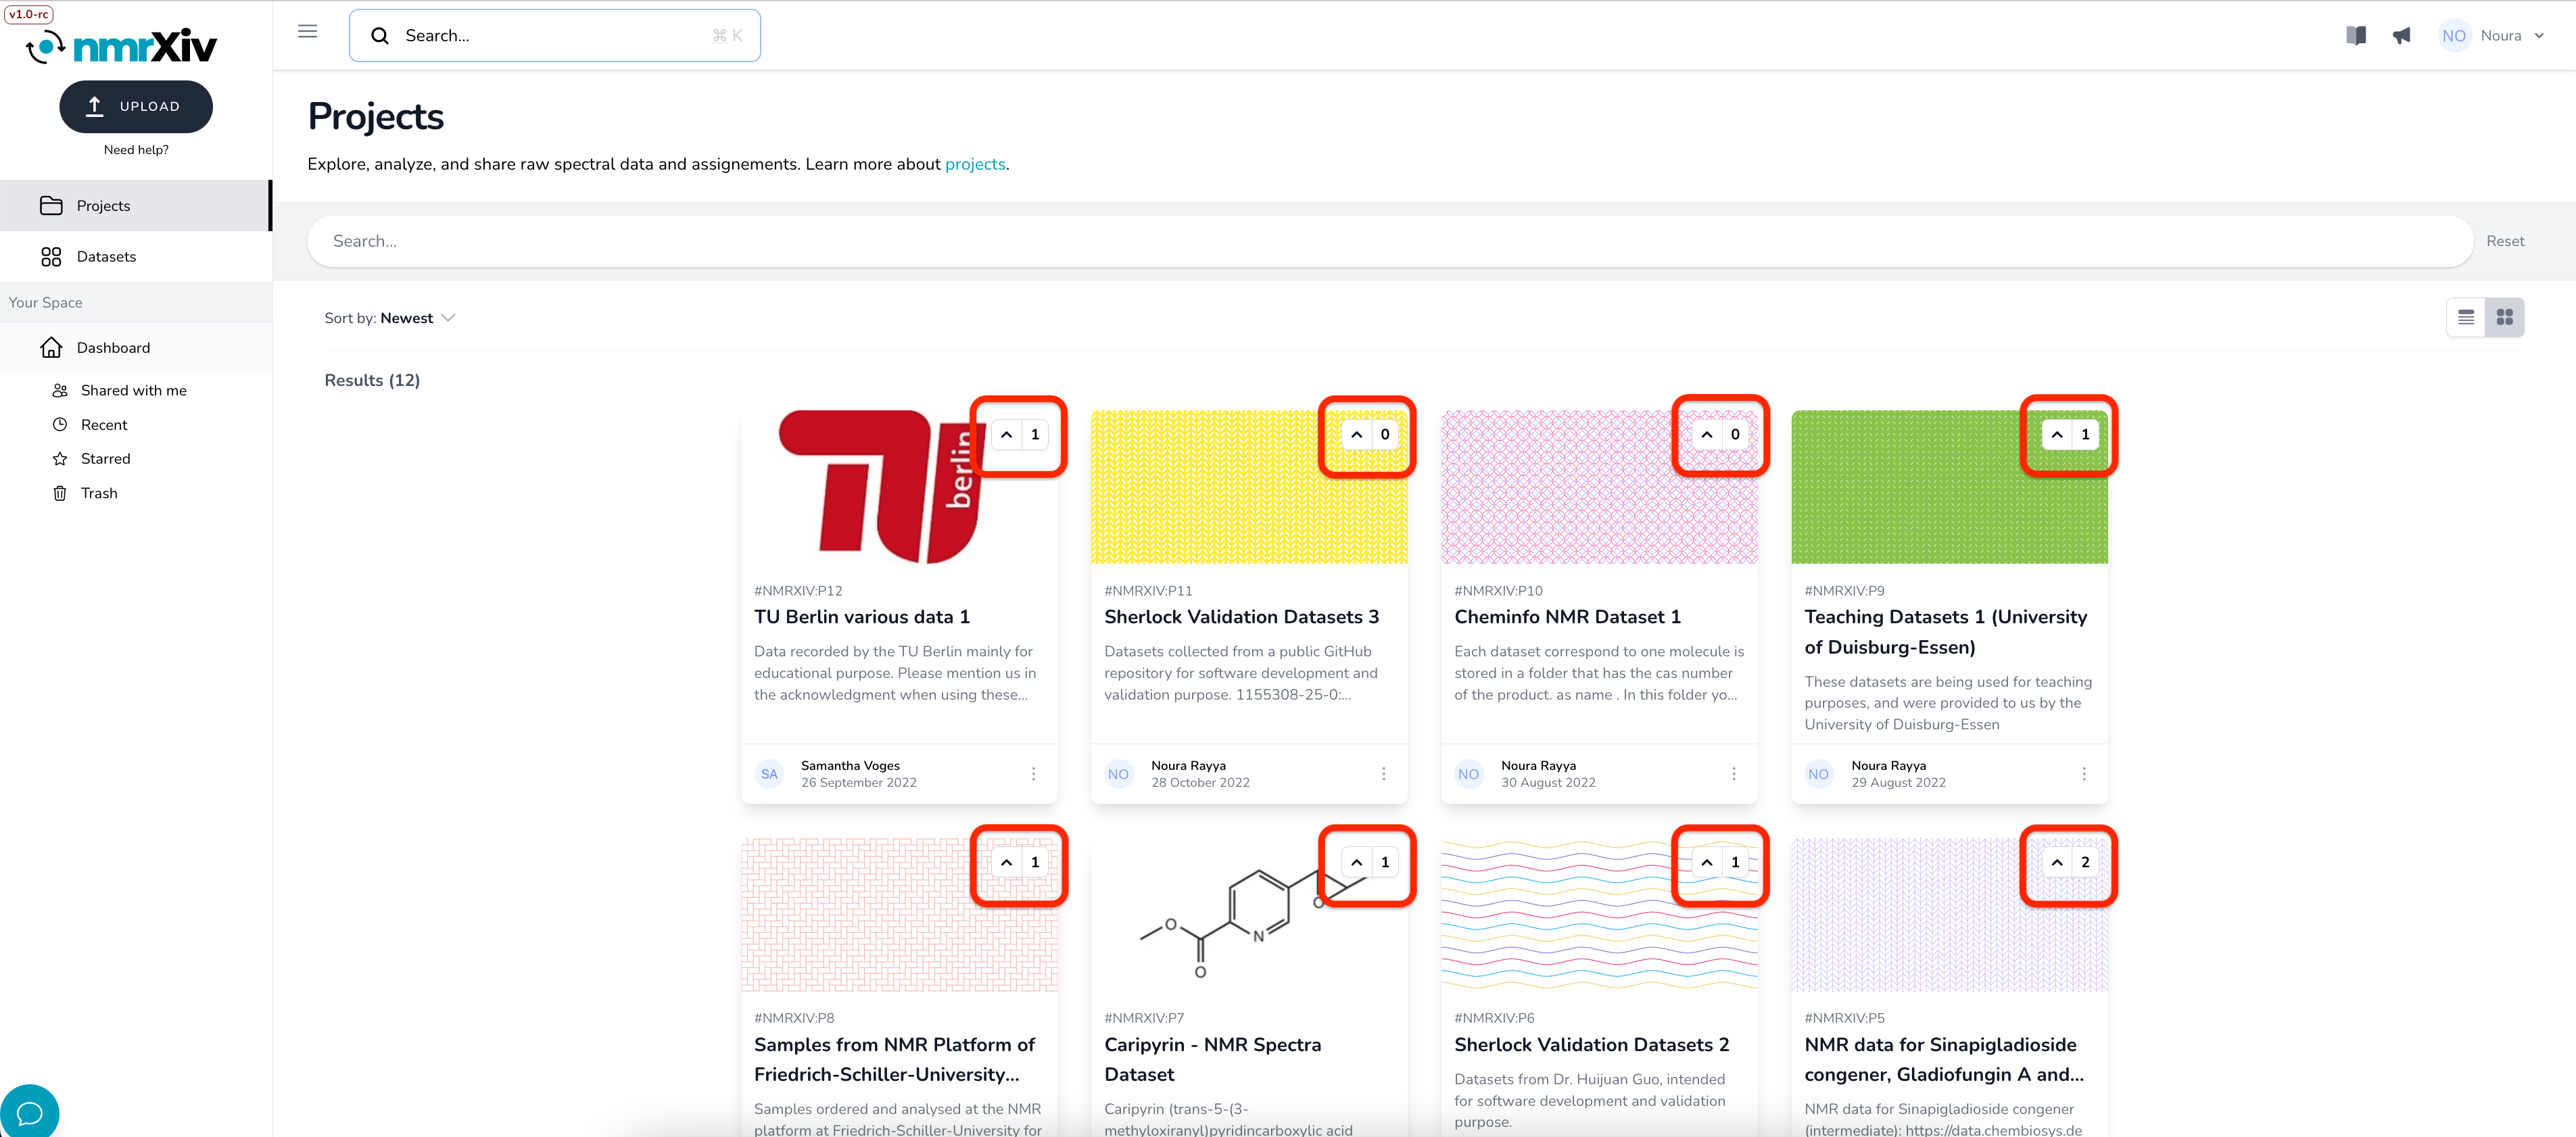 v1.0-rc
nmrXiv
UPLOAD
Need help?
Projects
Datasets
Your Space
Dashboard
Shared with me
Recent
Starred
Trash
Search... ⌘ K
NO Noura
Projects
Explore, analyze, and share raw spectral data and assignements. Learn more about projects.
Search... Reset
Sort by: Newest
Results (12)
berlin
1
#NMRXIV:P12
TU Berlin various data 1
Data recorded by the TU Berlin mainly for
educational purpose. Please mention us in
the acknowledgment when using these...
SA Samantha Voges
26 September 2022
0
#NMRXIV:P11
Sherlock Validation Datasets 3
Datasets collected from a public GitHub
repository for software development and
validation purpose. 1155308-25-0:...
NO Noura Rayya
28 October 2022
0
#NMRXIV:P10
Cheminfo NMR Dataset 1
Each dataset correspond to one molecule is
stored in a folder that has the cas number
of the product. as name . In this folder yo...
NO Noura Rayya
30 August 2022
1
#NMRXIV:P9
Teaching Datasets 1 (University
of Duisburg-Essen)
These datasets are being used for teaching
purposes, and were provided to us by the
University of Duisburg-Essen
NO Noura Rayya
29 August 2022
1
#NMRXIV:P8
Samples from NMR Platform of
Friedrich-Schiller-University...
Samples ordered and analysed at the NMR
platform at Friedrich-Schiller-University for
1
O
O
N
O
#NMRXIV:P7
Caripyrin - NMR Spectra
Dataset
Caripyrin (trans-5-(3-
methyloxiranyl)pyridincarboxylic acid
1
#NMRXIV:P6
Sherlock Validation Datasets 2
Datasets from Dr. Huijuan Guo, intended
for software development and validation
purpose.
2
#NMRXIV:P5
NMR data for Sinapigladioside
congener, Gladiofungin A and...
NMR data for Sinapigladioside congener
(intermediate): https://data.chembiosys.de